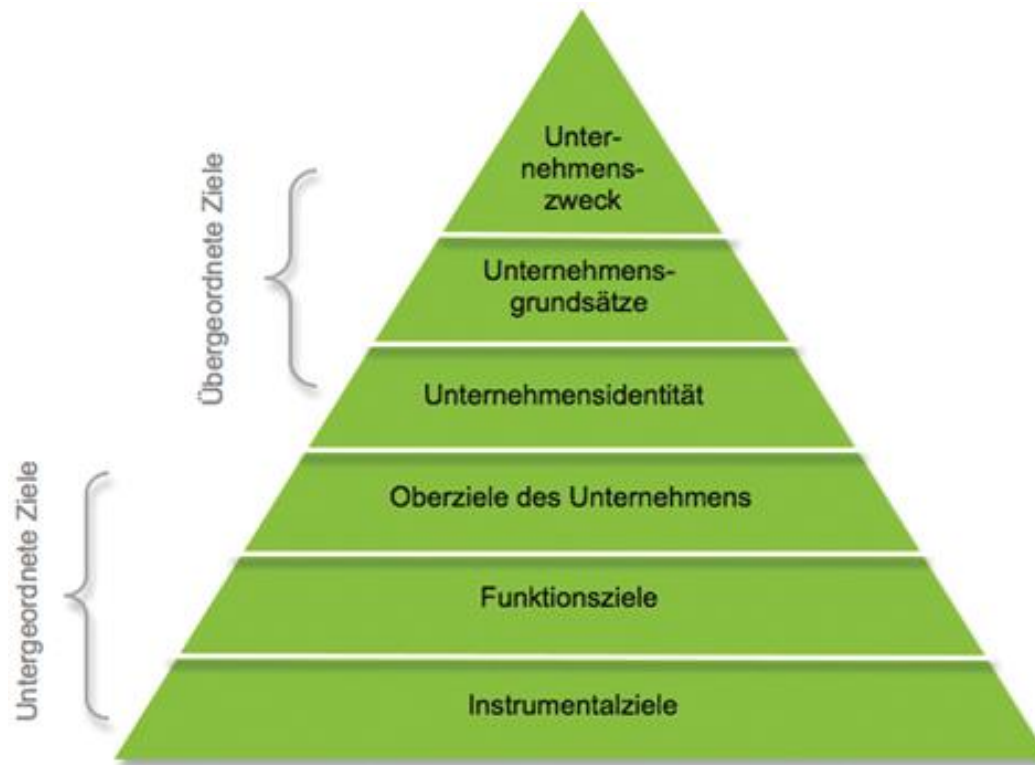 Unter-
nehmens-
zweck
Unternehmens-
grundsätze
Unternehmensidentität
Oberziele des Unternehmens
Funktionsziele
Instrumentalziele
Übergeordnete Ziele
Untergeordnete Ziele